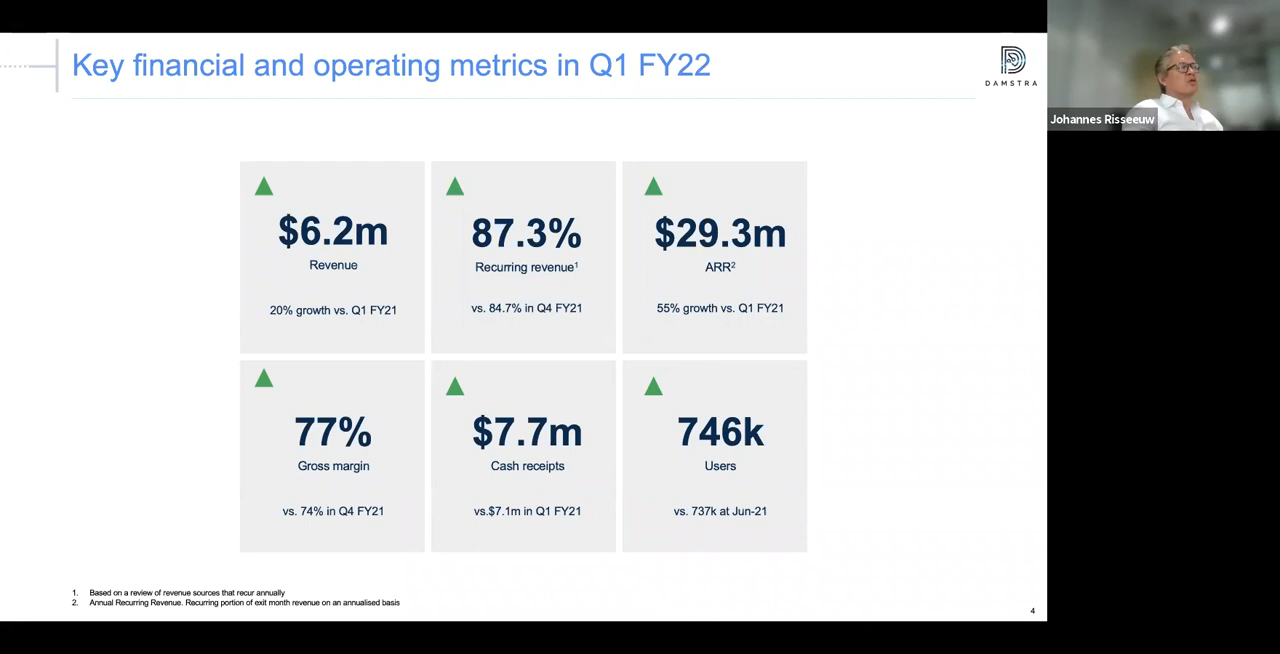 Key financial and operating metrics in Q1 FY22
DAMSTRA
Johannes Risseeuw
$6.2m
Revenue
20% growth vs. Q1 FY21
87.3%
Recurring revenue¹
vs. 84.7% in Q4 FY21
$29.3m
ARR²
55% growth vs. Q1 FY21
77%
Gross margin
vs. 74% in Q4 FY21
$7.7m
Cash receipts
vs.$7.1m in Q1 FY21
746k
Users
vs. 737k at Jun-21
1. Based on a review of revenue sources that recur annually
2. Annual Recurring Revenue. Recurring portion of exit month revenue on an annualised basis
4